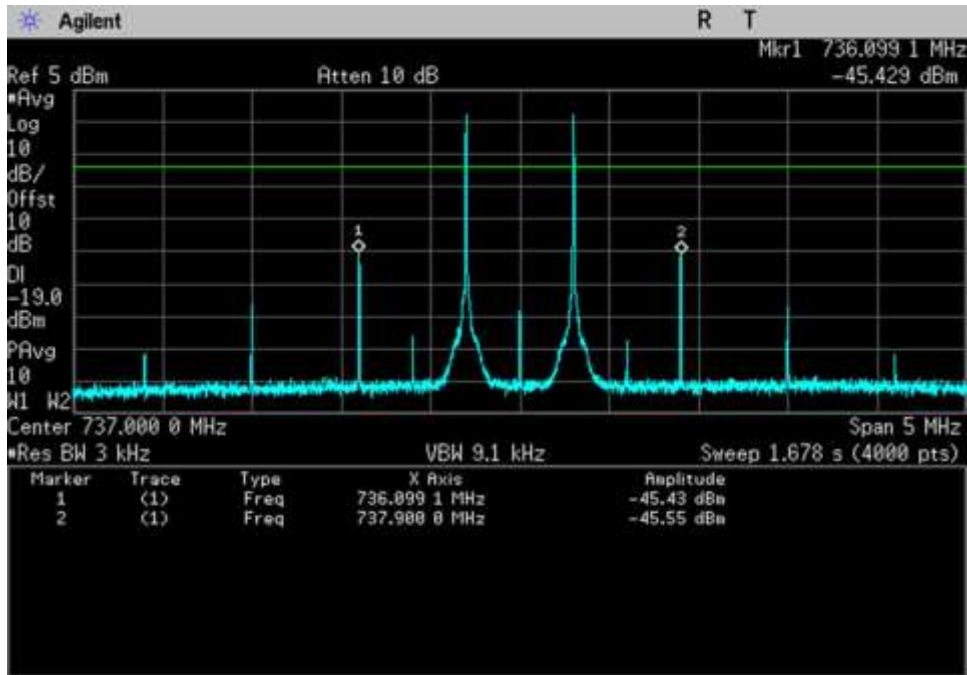 Agilent R T
Mkr1 736.099 1 MHz
Ref 5 dBm Atten 10 dB -45.429 dBm
*Avg
Log
10
dB/
Offst
10
dB
DI
-19.0
dBm
PAvg
10
W1 W2
1
2
Center 737.000 0 MHz Span 5 MHz
*Res BW 3 kHz VBW 9.1 kHz Sweep 1.678 s (4000 pts)
Marker Trace Type X Axis Amplitude
1 (1) Freq 736.099 1 MHz -45.43 dBm
2 (1) Freq 737.900 0 MHz -45.55 dBm